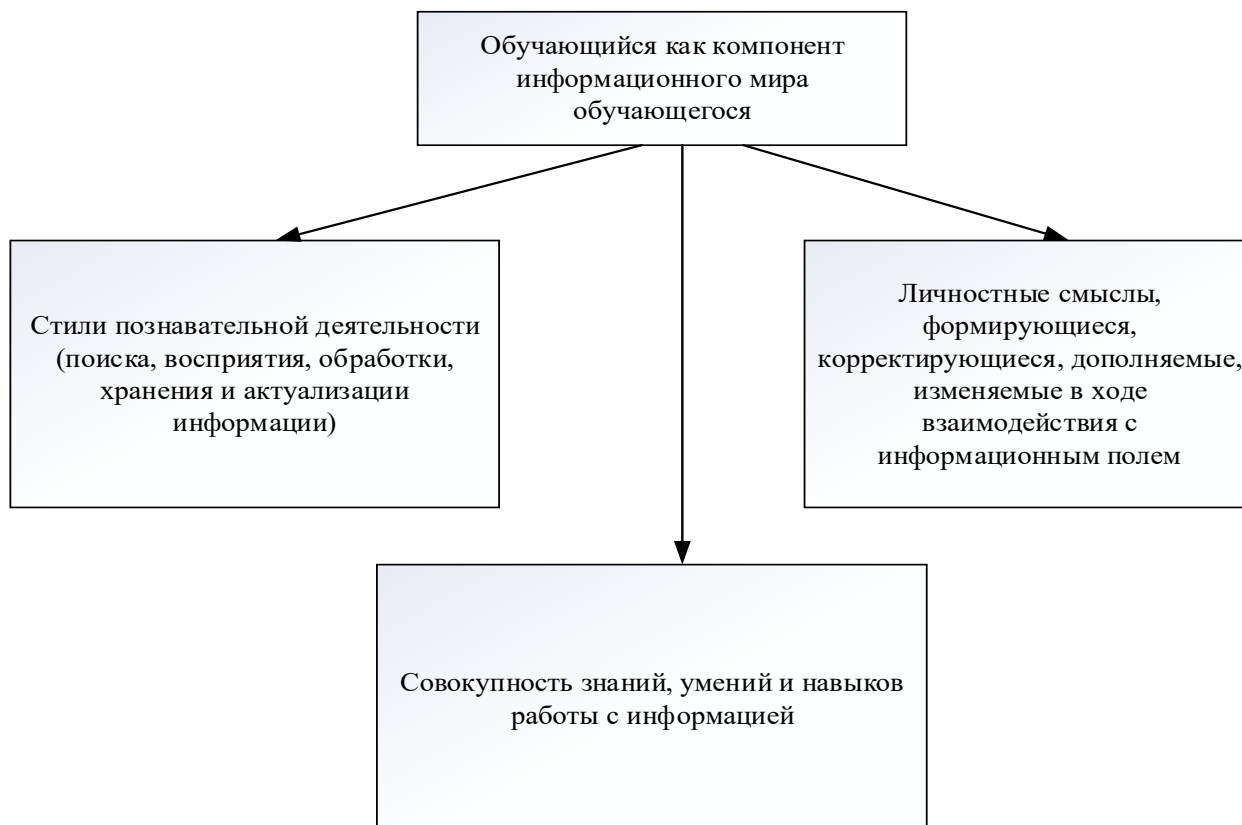 Обучающийся как компонент
информационного мира
обучающегося
Стили познавательной деятельности
(поиска, восприятия, обработки,
хранения и актуализации
информации)
Личностные смыслы,
формирующиеся,
корректирующиеся, дополняемые,
изменяемые в ходе
взаимодействия с
информационным полем
Совокупность знаний, умений и навыков
работы с информацией